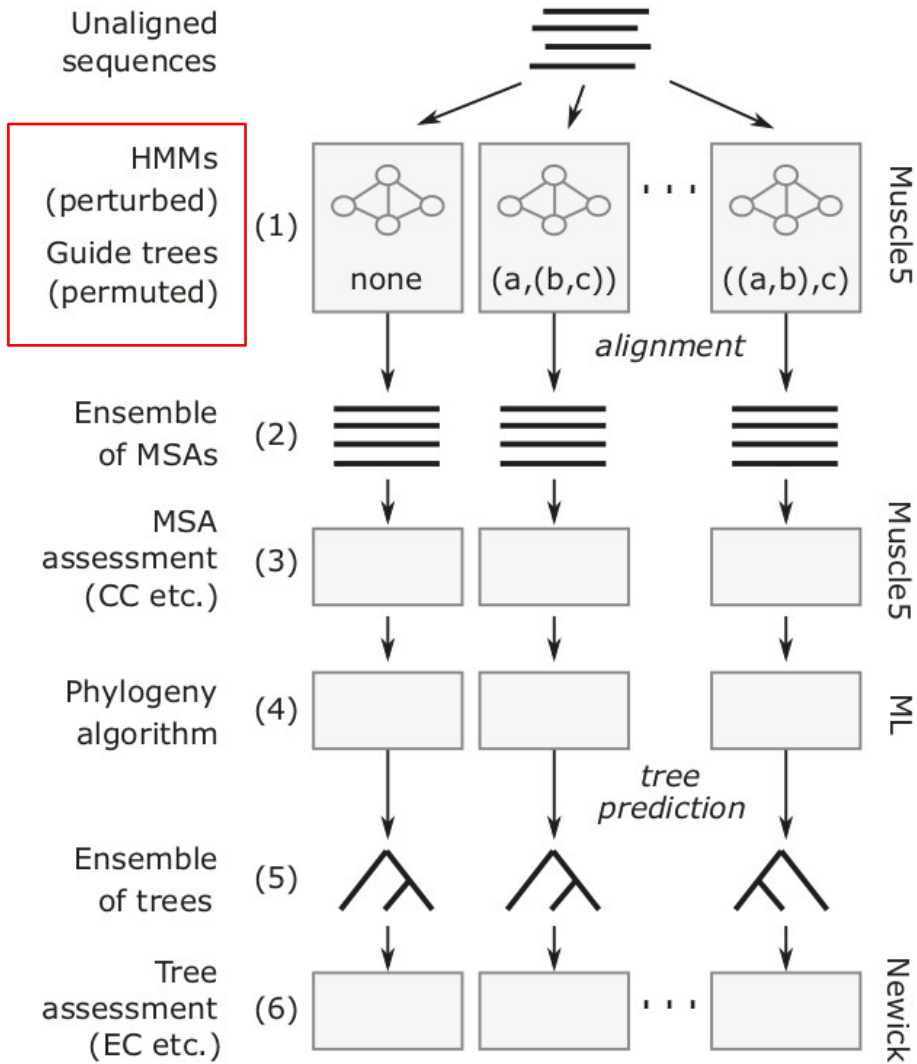 Unaligned
sequences
HMMs
(perturbed)
Guide trees
(permuted)
(1)
none
(a,(b,c))
· · ·
((a,b),c)
Muscle5
alignment
Ensemble
of MSAs
(2)
MSA
assessment
(CC etc.)
(3)
Muscle5
Phylogeny
algorithm
(4)
ML
tree
prediction
Ensemble
of trees
(5)
Tree
assessment
(EC etc.)
(6)
· · ·
Newick